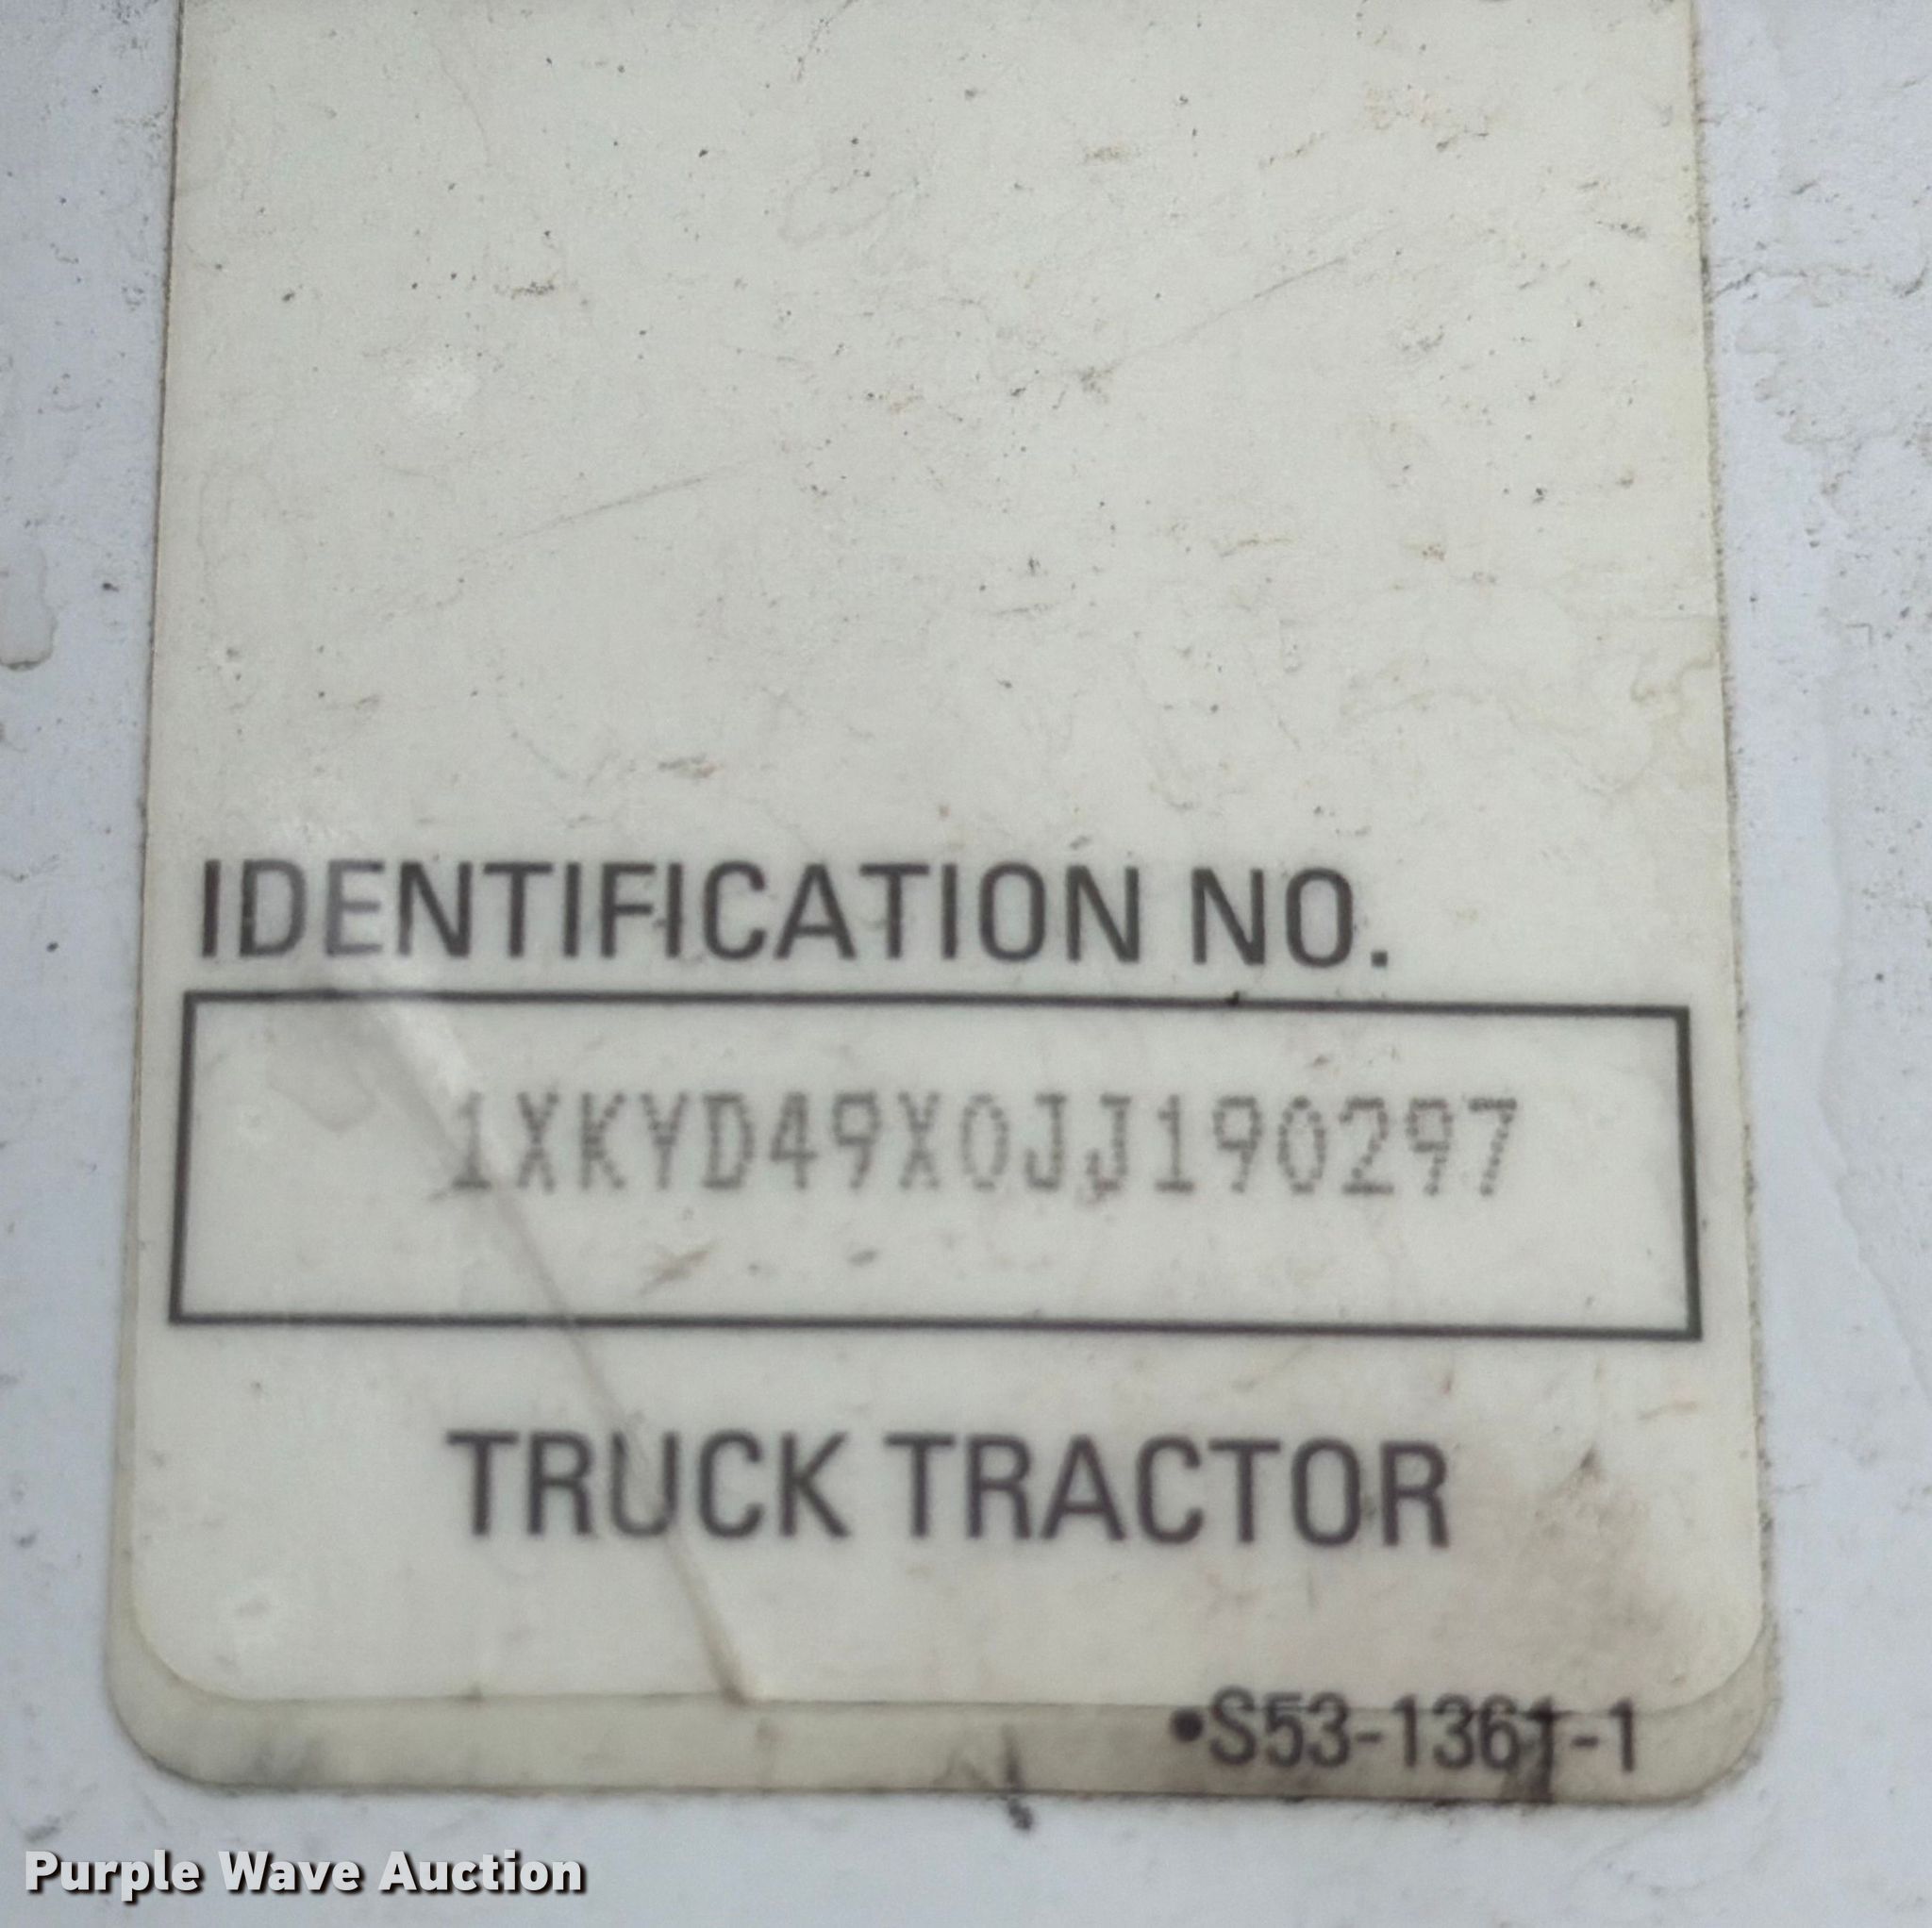 IDENTIFICATION NO.
1XKYD49X0JJ190297
TRUCK TRACTOR
•S53-1361-1
Purple Wave Auction